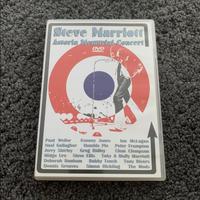 Steve Marriott
Astoria Memorial Concert
DVD
Paul Weller Kenney Jones Ian McLagan
Noel Gallagher Humble Pie Peter Frampton
Jerry Shirley Greg Ridley Clem Clempson
Midge Ure Steve Ellis Toby & Molly Marriott
Deborah Bonham Bobby Tench Tony Rivers
Dennis Greaves Simon Hickling The Mods